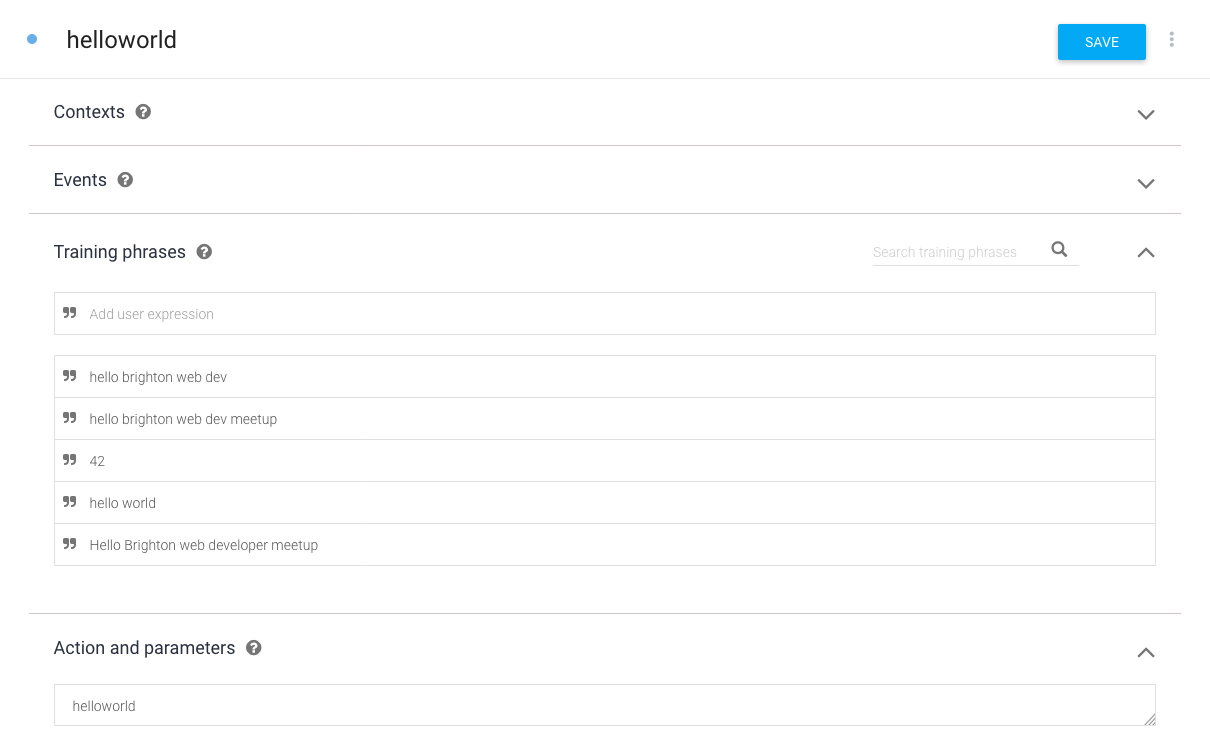 helloworld
SAVE
Contexts
Events
Training phrases
Search training phrases
Add user expression
hello brighton web dev
hello brighton web dev meetup
42
hello world
Hello Brighton web developer meetup
Action and parameters
helloworld